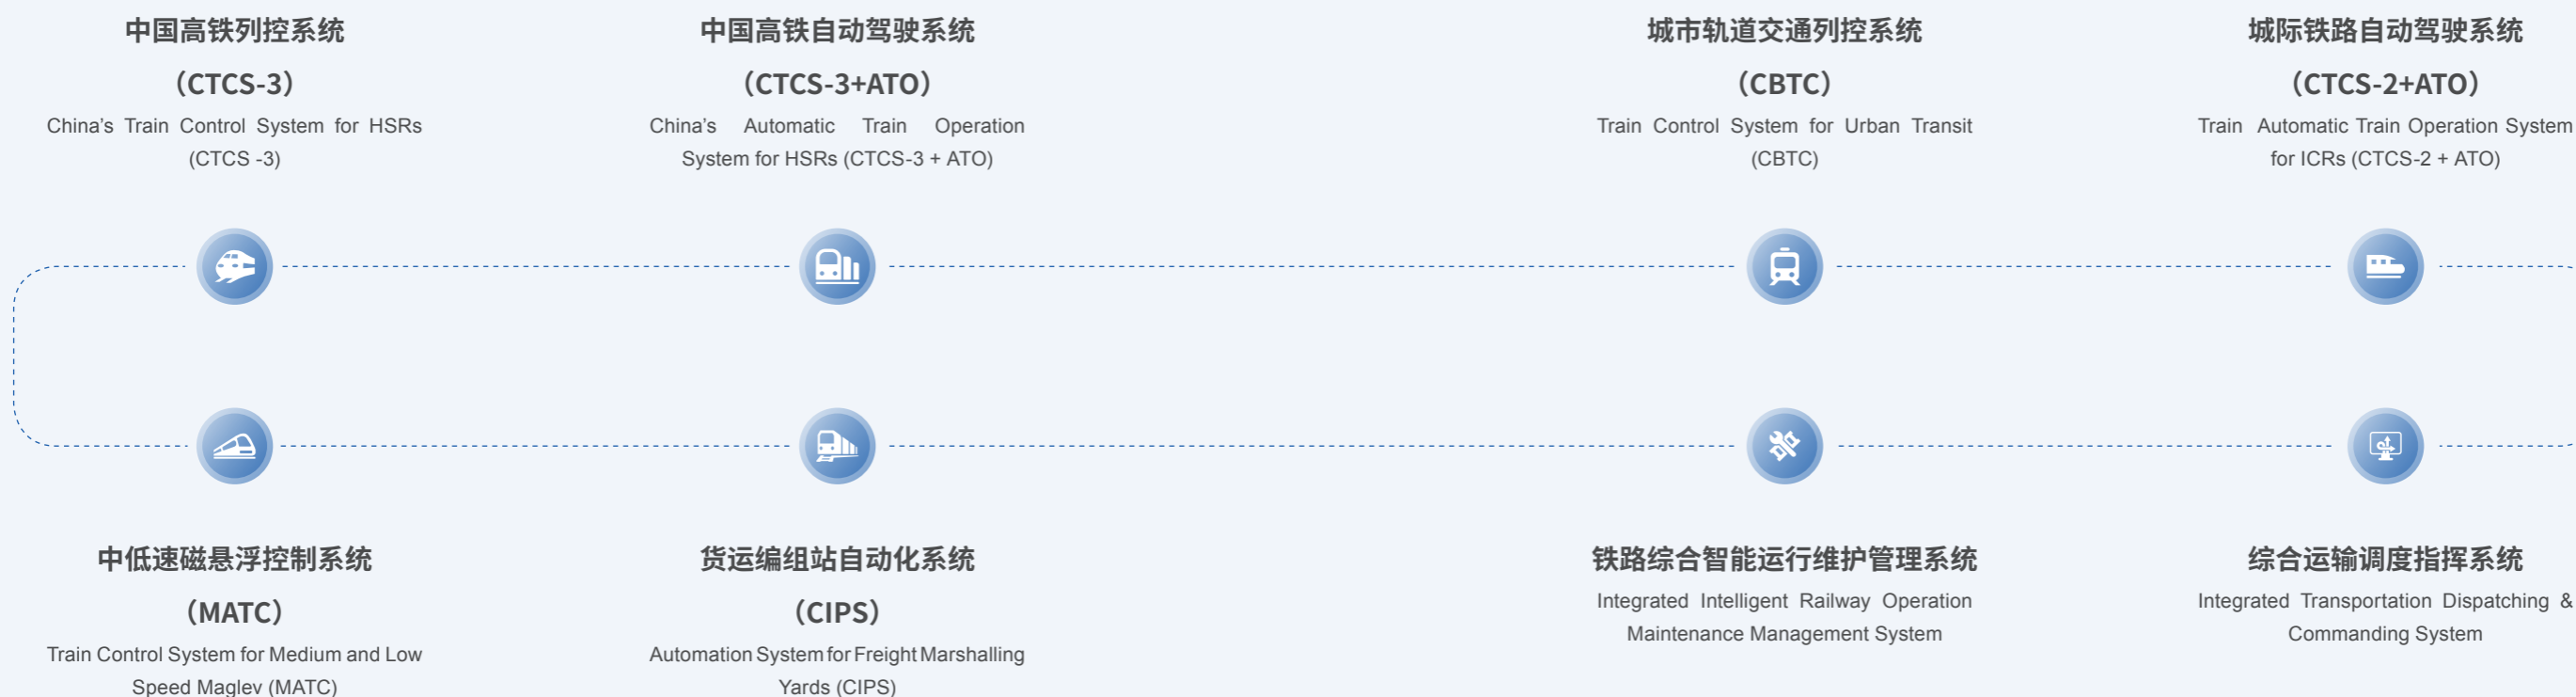 中国高铁列控系统
（CTCS-3）
China's Train Control System for HSRs
(CTCS -3)
中国高铁自动驾驶系统
（CTCS-3+ATO）
China's Automatic Train Operation
System for HSRs (CTCS-3 + ATO)
城市轨道交通列控系统
（CBTC）
Train Control System for Urban Transit
(CBTC)
城际铁路自动驾驶系统
（CTCS-2+ATO）
Train Automatic Train Operation System
for ICRs (CTCS-2 + ATO)
中低速磁悬浮控制系统
（MATC）
Train Control System for Medium and Low
Speed Maglev (MATC)
货运编组站自动化系统
（CIPS）
Automation System for Freight Marshalling
Yards (CIPS)
铁路综合智能运行维护管理系统
Integrated Intelligent Railway Operation
Maintenance Management System
综合运输调度指挥系统
Integrated Transportation Dispatching &
Commanding System